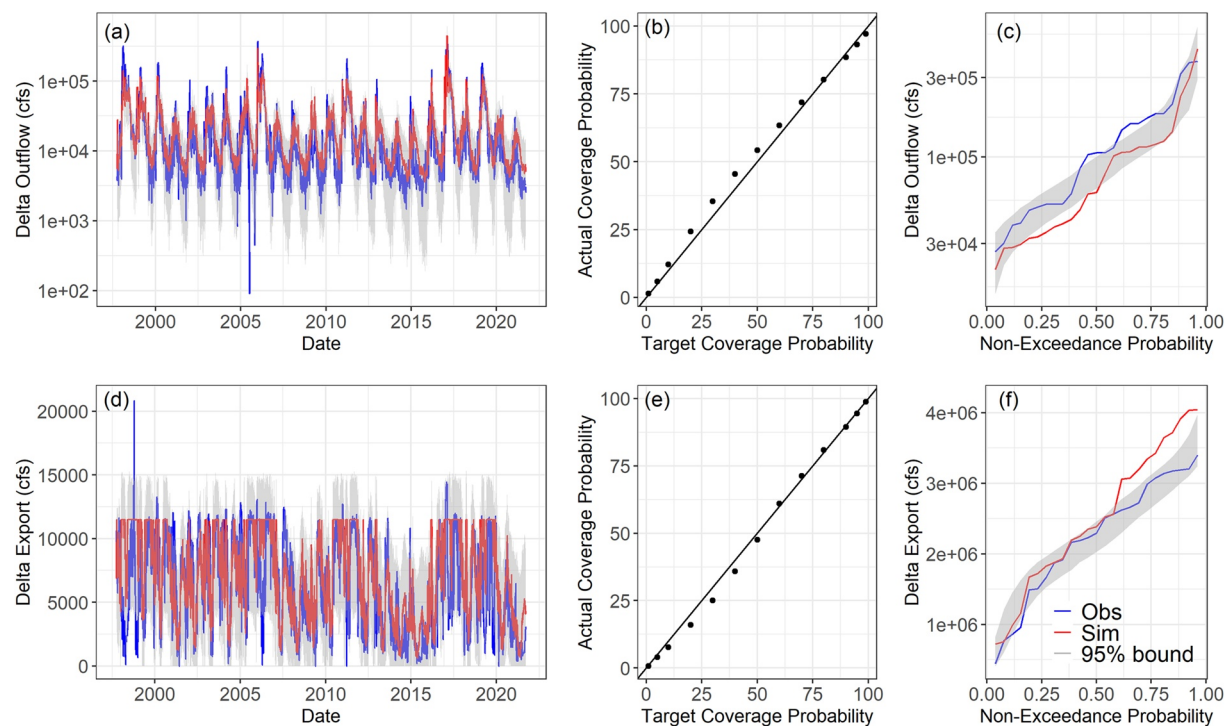 (a)
Delta Outflow (cfs)
1e+05
1e+04
1e+03
1e+02
2000 2005 2010 2015 2020
Date
(b)
Actual Coverage Probability
100
75
50
25
0
0 25 50 75 100
Target Coverage Probability
(c)
Delta Outflow (cfs)
3e+05
1e+05
3e+04
0.00 0.25 0.50 0.75 1.00
Non-Exceedance Probability
(d)
Delta Export (cfs)
20000
15000
10000
5000
0
2000 2005 2010 2015 2020
Date
(e)
Actual Coverage Probability
100
75
50
25
0
0 25 50 75 100
Target Coverage Probability
(f)
Delta Export (cfs)
4e+06
3e+06
2e+06
1e+06
Obs
Sim
95% bound
0.00 0.25 0.50 0.75 1.00
Non-Exceedance Probability